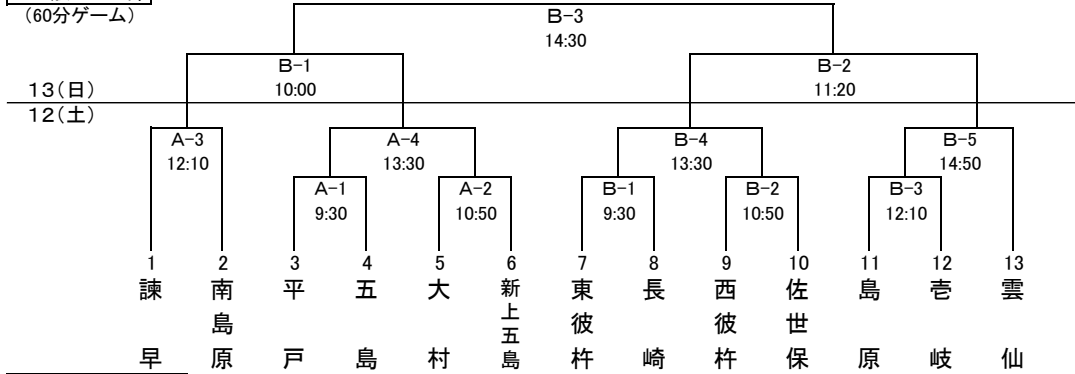 (60分ゲーム)
B-3
14:30
B-1
10:00
B-2
11:20
13(日)
12(土)
A-3
12:10
A-4
13:30
B-4
13:30
B-5
14:50
A-1
9:30
A-2
10:50
B-1
9:30
B-2
10:50
B-3
12:10
1 2 3 4 5 6 7 8 9 10 11 12 13
諫早
南島原
平戸
五島
大村
新上五島
東彼杵
長崎
西彼杵
佐世保
島原
壱岐
雲仙